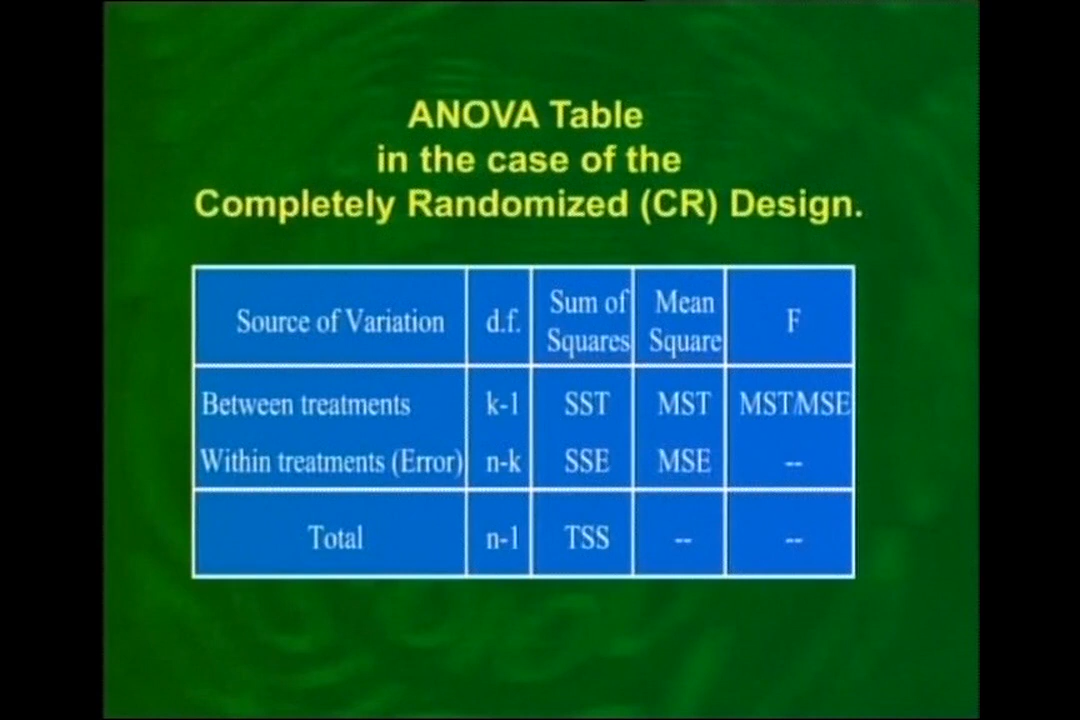 ANOVA Table
in the case of the
Completely Randomized (CR) Design.
Source of Variation d.f. Sum of Squares Mean Square F
Between treatments k-1 SST MST MST/MSE
Within treatments (Error) n-k SSE MSE --
Total n-1 TSS -- --